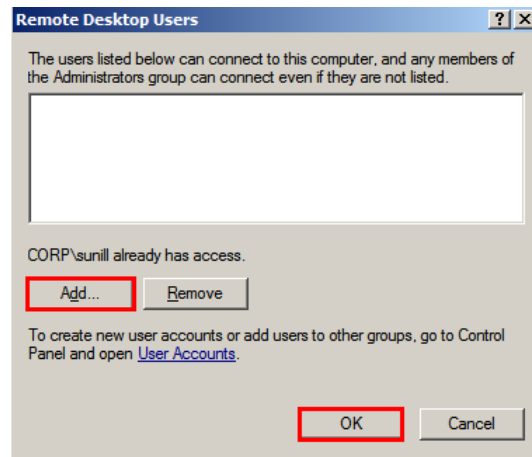 Remote Desktop Users
The users listed below can connect to this computer, and any members of
the Administrators group can connect even if they are not listed.
CORP\sunill already has access.
Add... Remove
To create new user accounts or add users to other groups, go to Control
Panel and open User Accounts.
OK Cancel